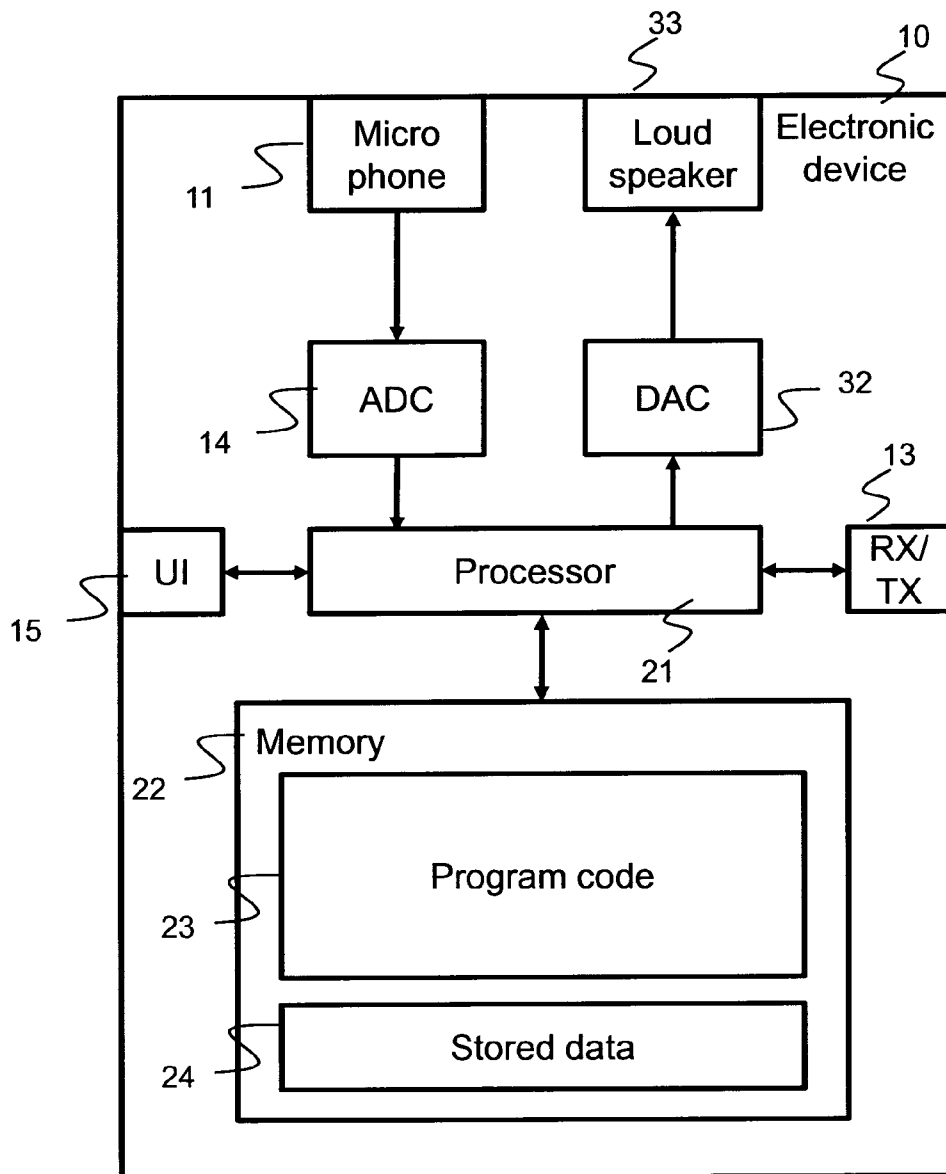 33
10
Micro
phone
Loud
speaker
Electronic
device
11
ADC
DAC
14
32
13
UI
Processor
RX/
TX
15
21
Memory
22
Program code
23
Stored data
24